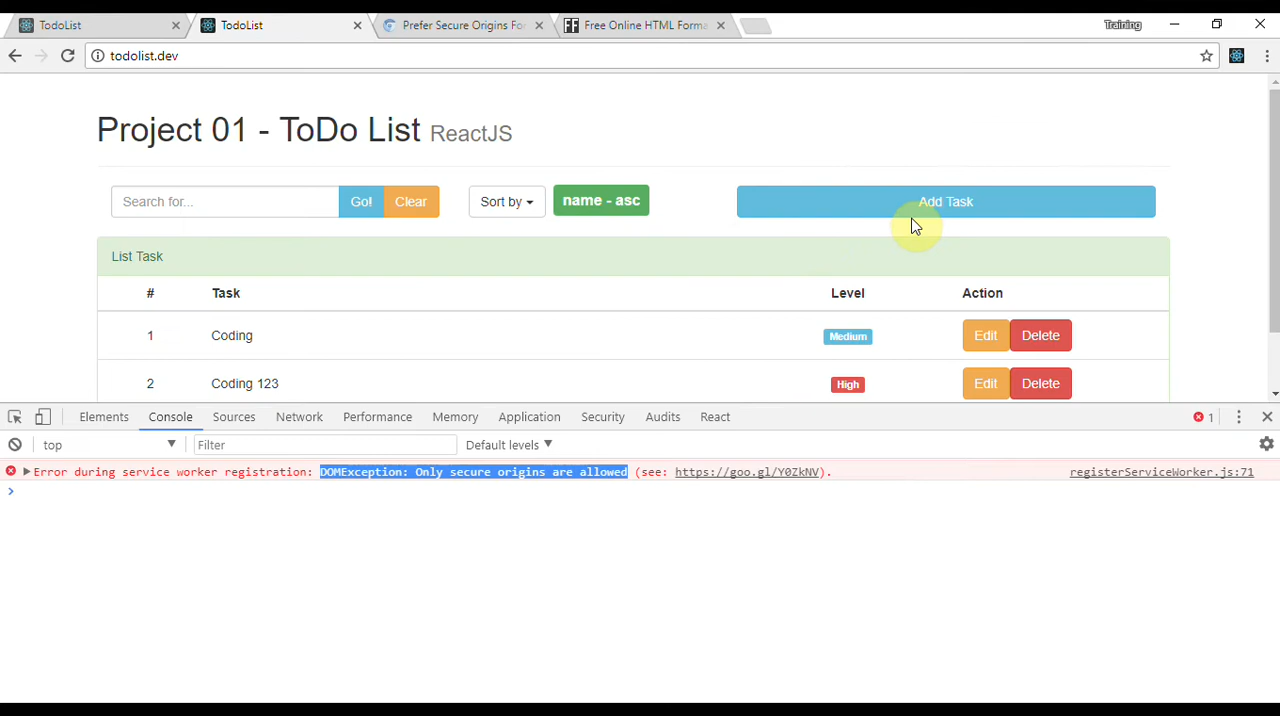 TodoList
TodoList
Prefer Secure Origins Fo
Free Online HTML Forma
Training
todolist.dev
Project 01 - ToDo List ReactJS
Search for...
Go!
Clear
Sort by
name - asc
Add Task
List Task
# Task Level Action
1 Coding Medium Edit Delete
2 Coding 123 High Edit Delete
Elements Console Sources Network Performance Memory Application Security Audits React 1
top Filter Default levels
Error during service worker registration: DOMException: Only secure origins are allowed (see: https://goo.gl/Y0ZkNV). registerServiceWorker.js:71